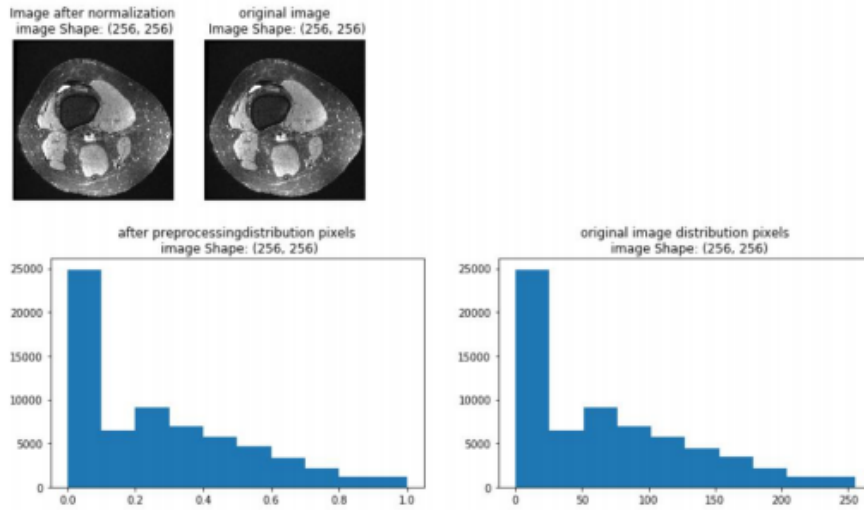 Image after normalization
image Shape: (256, 256)
original image
Image Shape: (256, 256)
after preprocessingdistribution pixels
image Shape: (256, 256)
25000
20000
15000
10000
5000
0
0.0 0.2 0.4 0.6 0.8 1.0
original image distribution pixels
image Shape: (256, 256)
25000
20000
15000
10000
5000
0
0 50 100 150 200 250